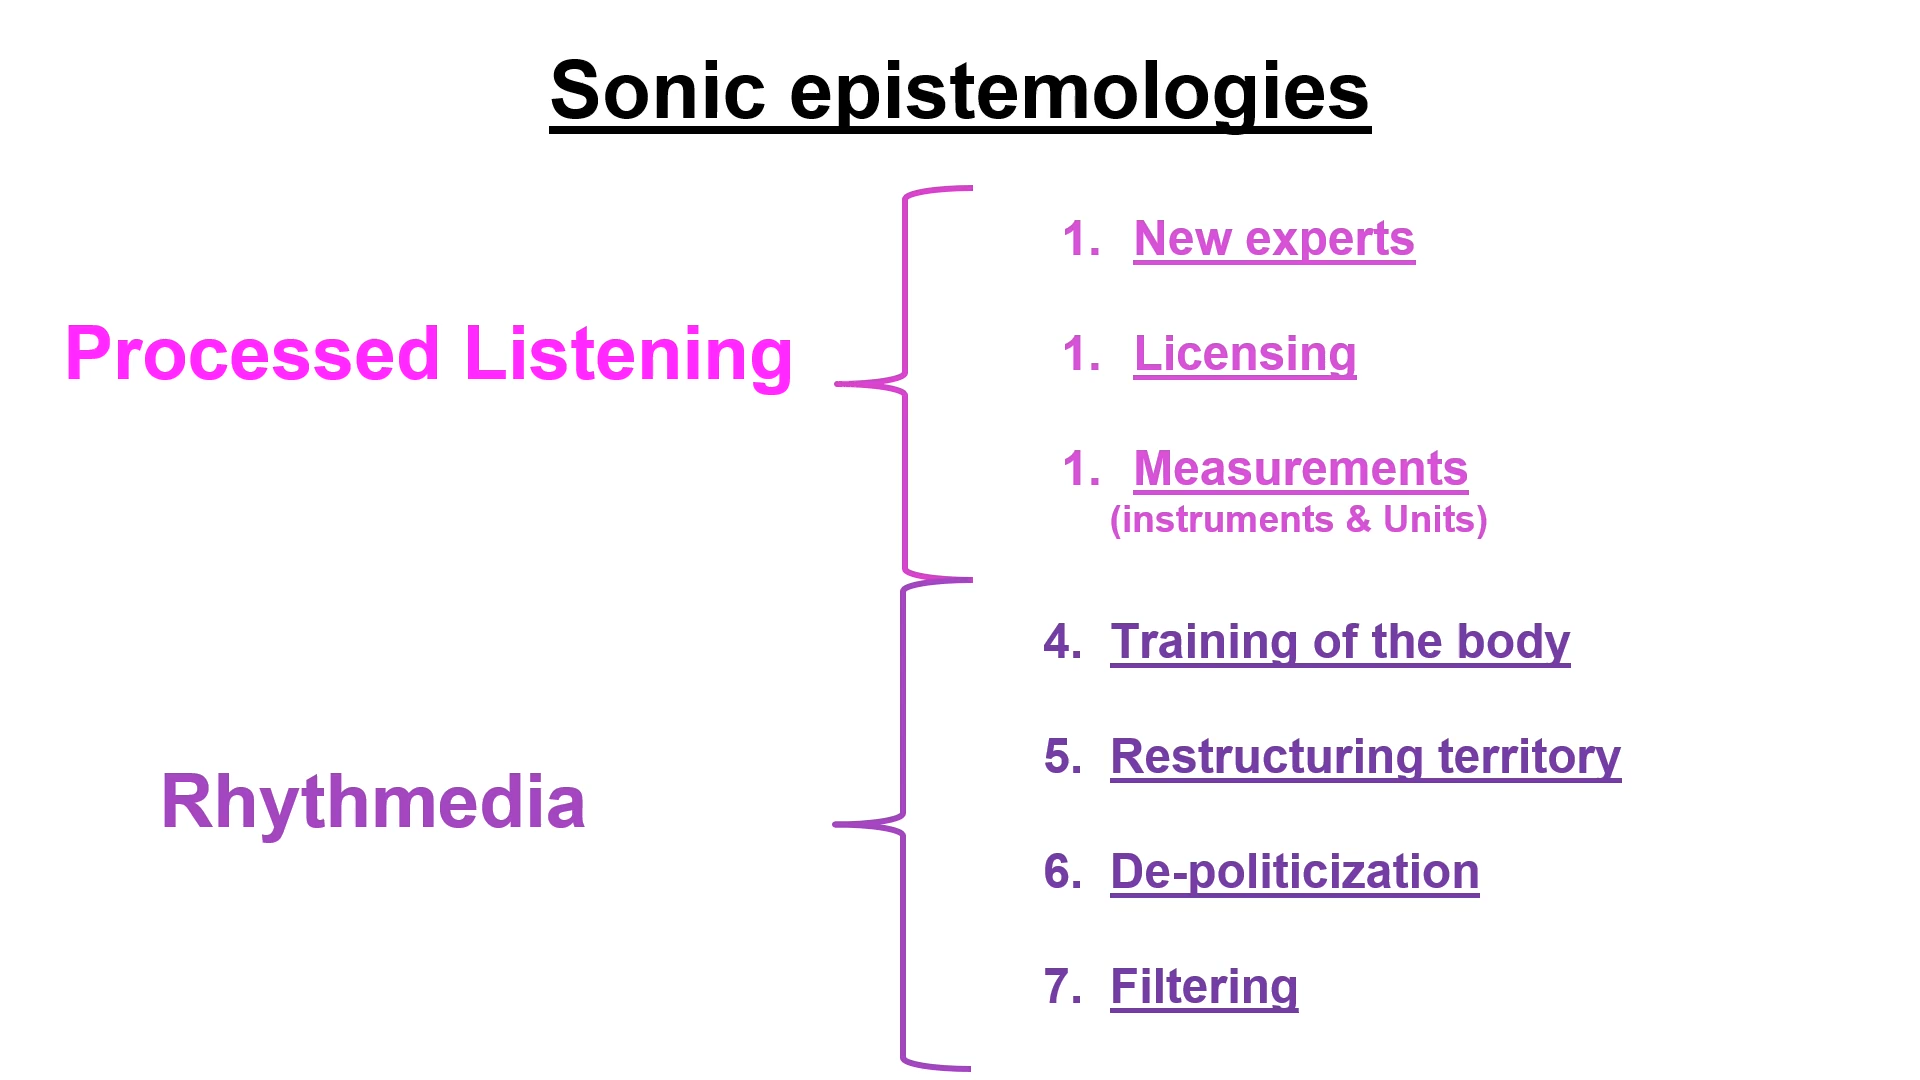 Sonic epistemologies
Processed Listening
1. New experts
1. Licensing
1. Measurements
(instruments & Units)
Rhythmedia
4. Training of the body
5. Restructuring territory
6. De-politicization
7. Filtering